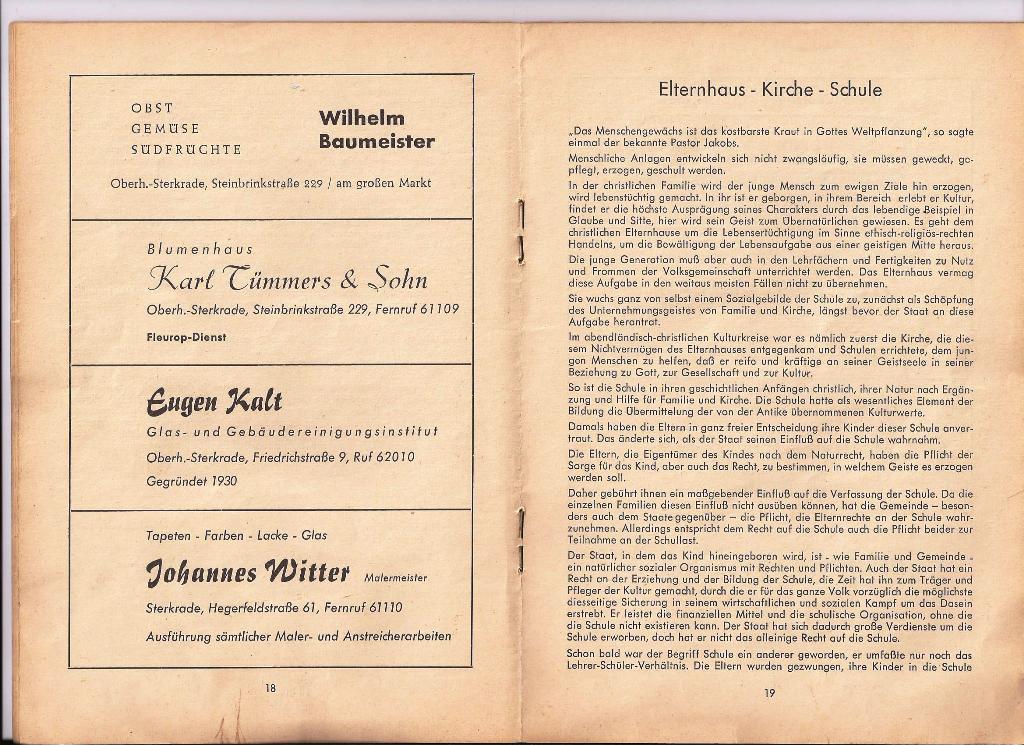 OBST
GEMÜSE
SÜDFRÜCHTE
Wilhelm
Baumeister
Oberh.-Sterkrade, Steinbrinkstraße 229 / am großen Markt
Blumenhaus
Karl Tümmers & Sohn
Oberh.-Sterkrade, Steinbrinkstraße 229, Fernruf 61109
Fleurop-Dienst
Eugen Kalt
Glas- und Gebäudereinigungsinstitut
Oberh.-Sterkrade, Friedrichstraße 9, Ruf 62010
Gegründet 1930
Tapeten - Farben - Lacke - Glas
Johannes Witter Malermeister
Sterkrade, Hegerfeldstraße 61, Fernruf 61110
Ausführung sämtlicher Maler- und Anstreicherarbeiten
18
Elternhaus - Kirche - Schule
„Das Menschengewächs ist das kostbarste Kraut in Gottes Weltpflanzung", so sagte
einmal der bekannte Pastor Jakobs.
Menschliche Anlagen entwickeln sich nicht zwangsläufig, sie müssen geweckt, ge-
pflegt, erzogen, geschult werden.
In der christlichen Familie wird der junge Mensch zum ewigen Ziele hin erzogen,
wird lebenstüchtig gemacht. In ihr ist er geborgen, in ihrem Bereich erlebt er Kultur,
findet er die höchste Ausprägung seines Charakters durch das lebendige Beispiel in
Glaube und Sitte, hier wird sein Geist zum Übernatürlichen gewiesen. Es geht dem
christlichen Elternhause um die Lebensertüchtigung im Sinne ethisch-religiös-rechten
Handelns, um die Bewältigung der Lebensaufgabe aus einer geistigen Mitte heraus.
Die junge Generation muß aber auch in den Lehrfächern und Fertigkeiten zu Nutz
und Frommen der Volksgemeinschaft unterrichtet werden. Das Elternhaus vermag
diese Aufgabe in den weitaus meisten Fällen nicht zu übernehmen.
Sie wuchs ganz von selbst einem Sozialgebilde der Schule zu, zunächst als Schöpfung
des Unternehmungsgeistes von Familie und Kirche, längst bevor der Staat an diese
Aufgabe herantrat.
Im abendländisch-christlichen Kulturkreise war es nämlich zuerst die Kirche, die die-
sem Nichtvermögen des Elternhauses entgegenkam und Schulen errichtete, dem jun-
gen Menschen zu helfen, daß er reife und kräftige an seiner Geistseele in seiner
Beziehung zu Gott, zur Gesellschaft und zur Kultur.
So ist die Schule in ihren geschichtlichen Anfängen christlich, ihrer Natur nach Ergän-
zung und Hilfe für Familie und Kirche. Die Schule hatte als wesentliches Element der
Bildung die Übermittelung der von der Antike übernommenen Kulturwerte.
Damals haben die Eltern in ganz freier Entscheidung ihre Kinder dieser Schule anver-
traut. Das änderte sich, als der Staat seinen Einfluß auf die Schule wahrnahm.
Die Eltern, die Eigentümer des Kindes nach dem Naturrecht, haben die Pflicht der
Sorge für das Kind, aber auch das Recht, zu bestimmen, in welchem Geiste es erzogen
werden soll.
Daher gebührt ihnen ein maßgebender Einfluß auf die Verfassung der Schule. Da die
einzelnen Familien diesen Einfluß nicht ausüben können, hat die Gemeinde – beson-
ders auch dem Staate gegenüber – die Pflicht, die Elternrechte an der Schule wahr-
zunehmen. Allerdings entspricht dem Recht auf die Schule auch die Pflicht beider zur
Teilnahme an der Schullast.
Der Staat, in dem das Kind hineingeboren wird, ist - wie Familie und Gemeinde -
ein natürlicher sozialer Organismus mit Rechten und Pflichten. Auch der Staat hat ein
Recht an der Erziehung und der Bildung der Schule, die Zeit hat ihn zum Träger und
Pfleger der Kultur gemacht, durch die er für das ganze Volk vorzüglich die möglichste
diesseitige Sicherung in seinem wirtschaftlichen und sozialen Kampf um das Dasein
erstrebt. Er leistet die finanziellen Mittel und die schulische Organisation, ohne die
die Schule nicht existieren kann. Der Staat hat sich dadurch große Verdienste um die
Schule erworben, doch hat er nicht das alleinige Recht auf die Schule.
Schon bald war der Begriff Schule ein anderer geworden, er umfaßte nur noch das
Lehrer-Schüler-Verhältnis. Die Eltern wurden gezwungen, ihre Kinder in die Schule
19